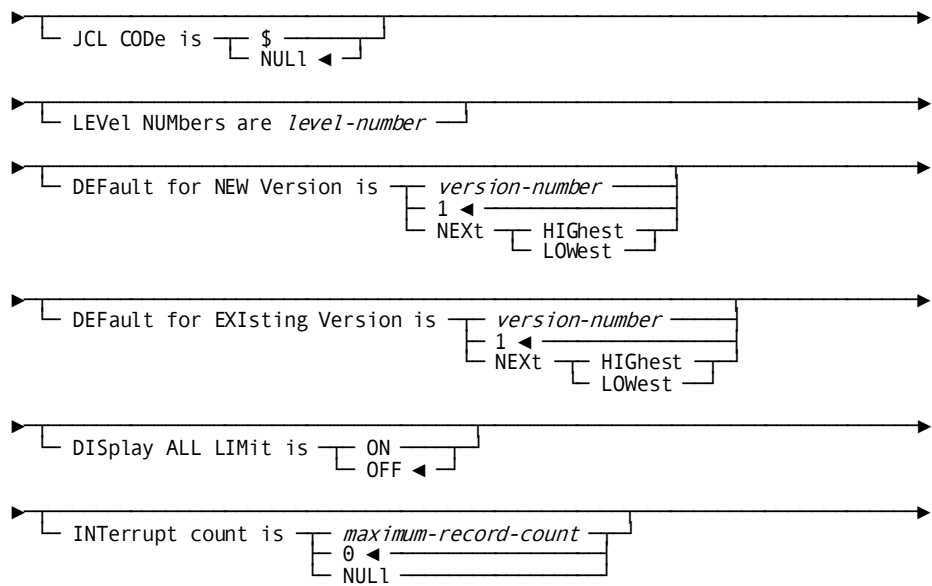 JCL CODe is $
NULl ◄
LEVel NUMbers are level-number
DEFault for NEW Version is version-number
1 ◄
NEXt HIGhest
LOWest
DEFault for EXIsting Version is version-number
1 ◄
NEXt HIGhest
LOWest
DISplay ALL LIMit is ON
OFF ◄
INTerrupt count is maximum-record-count
0 ◄
NULl